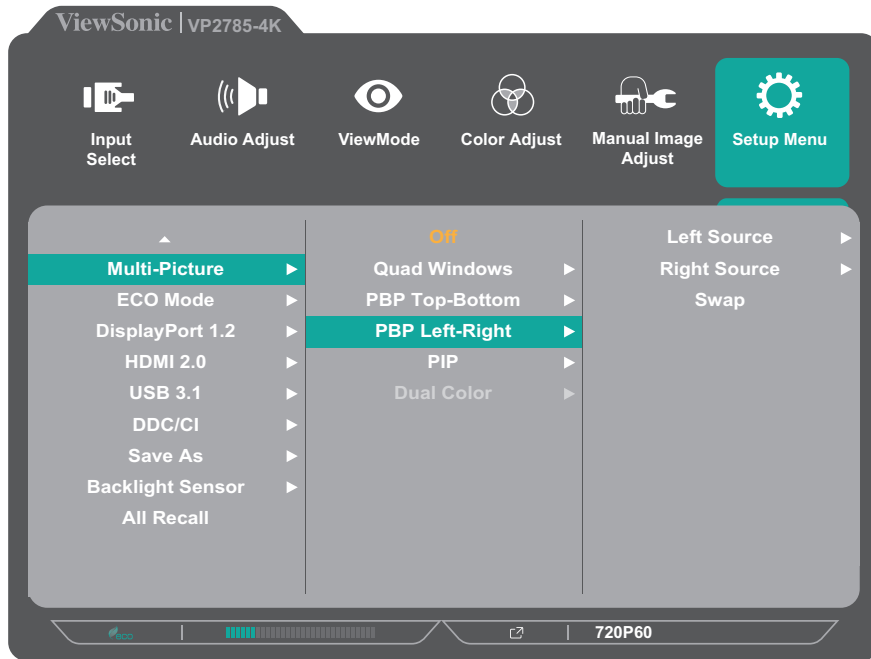 ViewSonic | VP2785-4K
Input
Select
Audio Adjust
ViewMode
Color Adjust
Manual Image
Adjust
Setup Menu
Multi-Picture
ECO Mode
DisplayPort 1.2
HDMI 2.0
USB 3.1
DDC/CI
Save As
Backlight Sensor
All Recall
Off
Quad Windows
PBP Top-Bottom
PBP Left-Right
PIP
Dual Color
Left Source
Right Source
Swap
eco
720P60